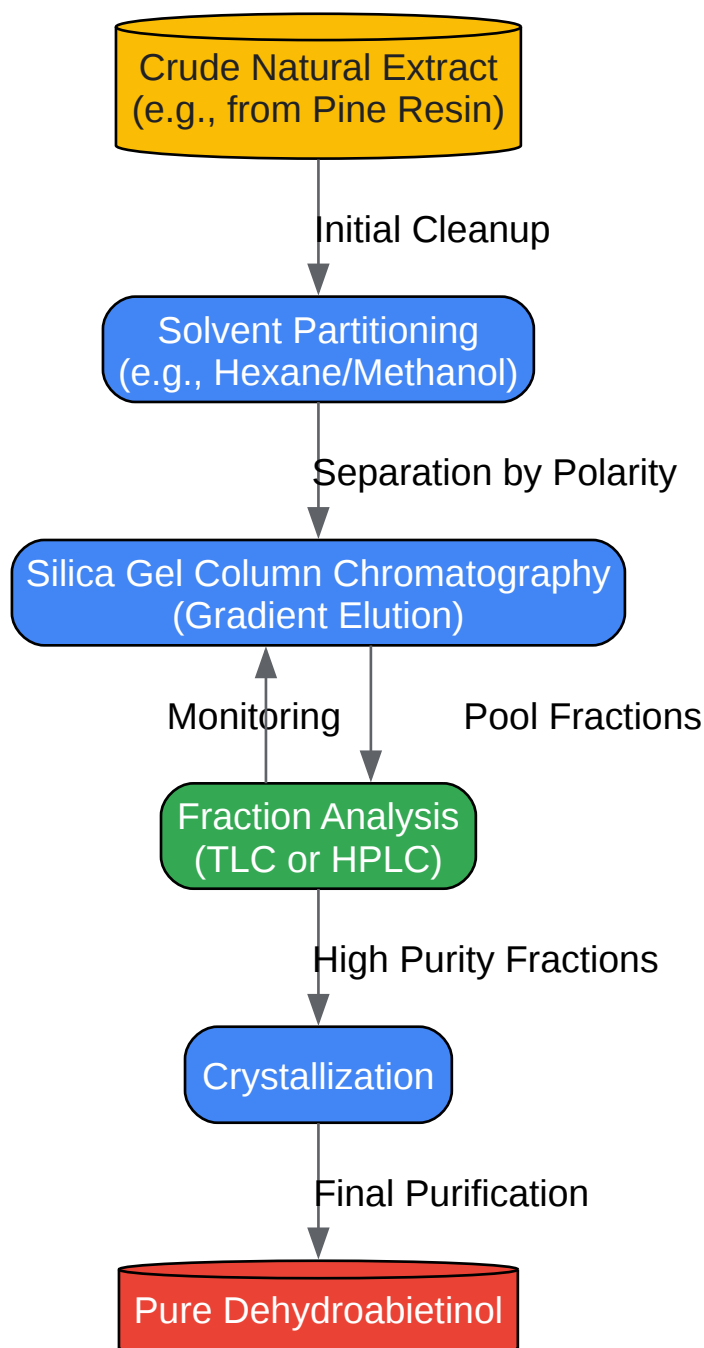 Crude Natural Extract
(e.g., from Pine Resin)
Initial Cleanup
Solvent Partitioning
(e.g., Hexane/Methanol)
Separation by Polarity
Silica Gel Column Chromatography
(Gradient Elution)
Monitoring
Pool Fractions
Fraction Analysis
(TLC or HPLC)
High Purity Fractions
Crystallization
Final Purification
Pure Dehydroabietinol